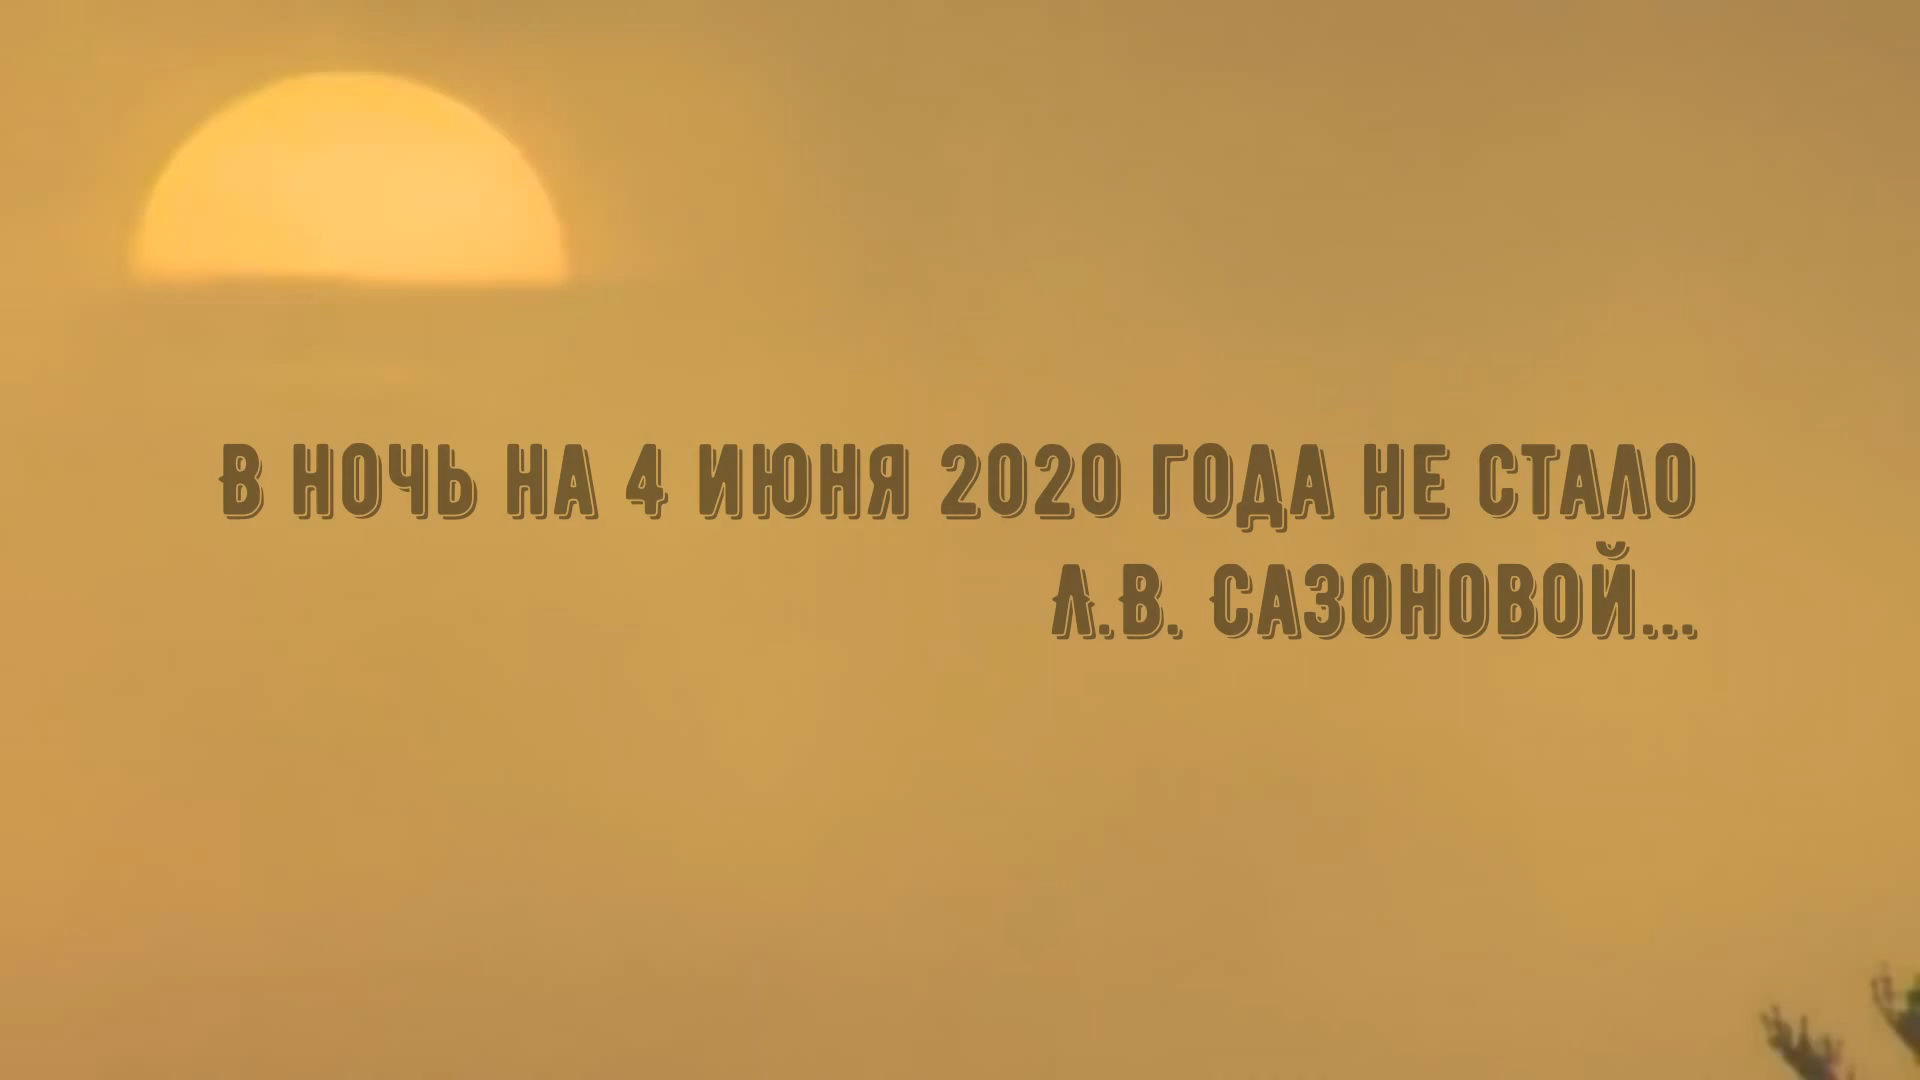 В НОЧЬ НА 4 ИЮНЯ 2020 ГОДА НЕ СТАЛО
Л.В. САЗОНОВОЙ...